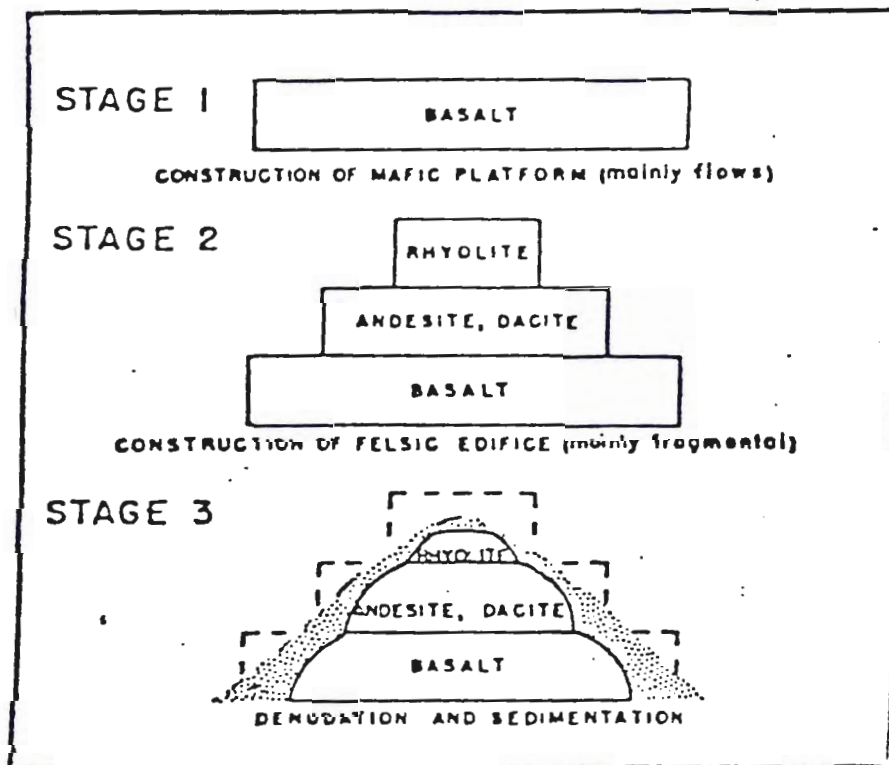 STAGE 1
BASALT
CONSTRUCTION OF MAFIC PLATFORM (mainly flows)
STAGE 2
RHYOLITE
ANDESITE, DACITE
BASALT
CONSTRUCTION OF FELSIC EDIFICE (mainly fragmental)
STAGE 3
RHYOLITE
ANDESITE, DACITE
BASALT
DENUDATION AND SEDIMENTATION